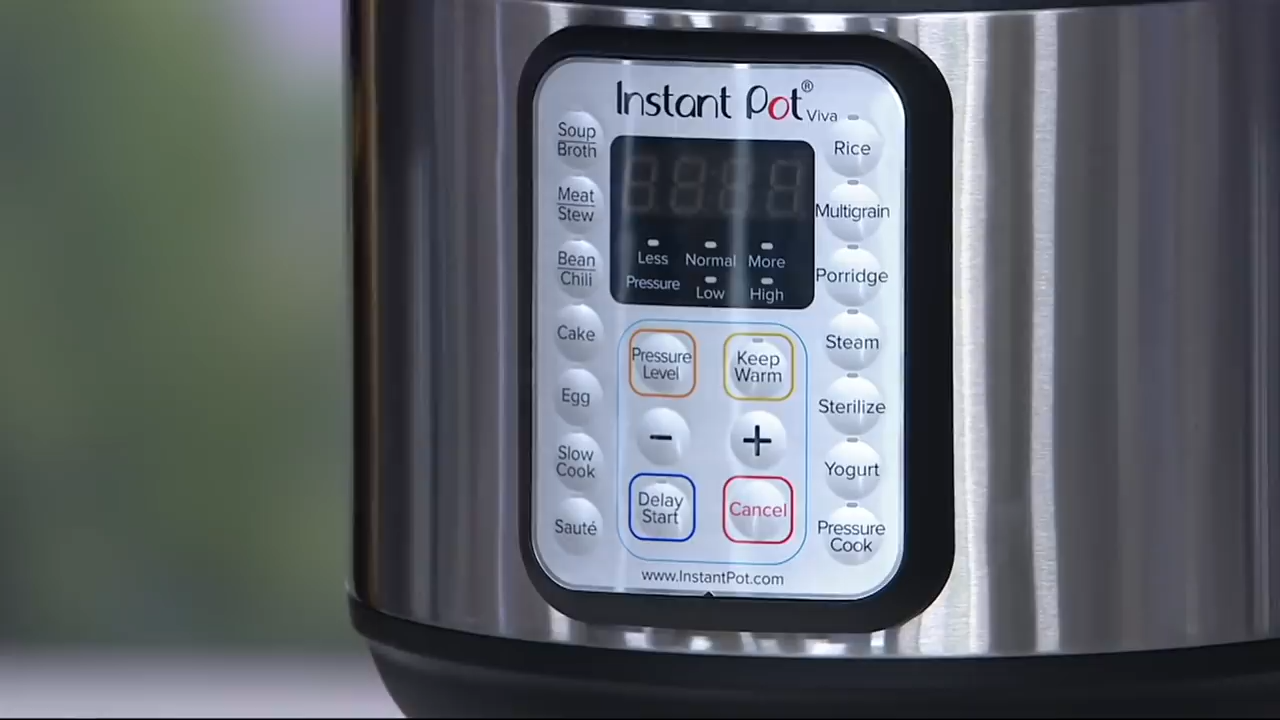 Instant Pot®
Viva
Soup
Broth
Meat
Stew
Bean
Chili
Cake
Egg
Slow
Cook
Sauté
Less Normal More
Pressure Low High
Pressure
Level
Keep
Warm
− +
Delay
Start
Cancel
Rice
Multigrain
Porridge
Steam
Sterilize
Yogurt
Pressure
Cook
www.InstantPot.com